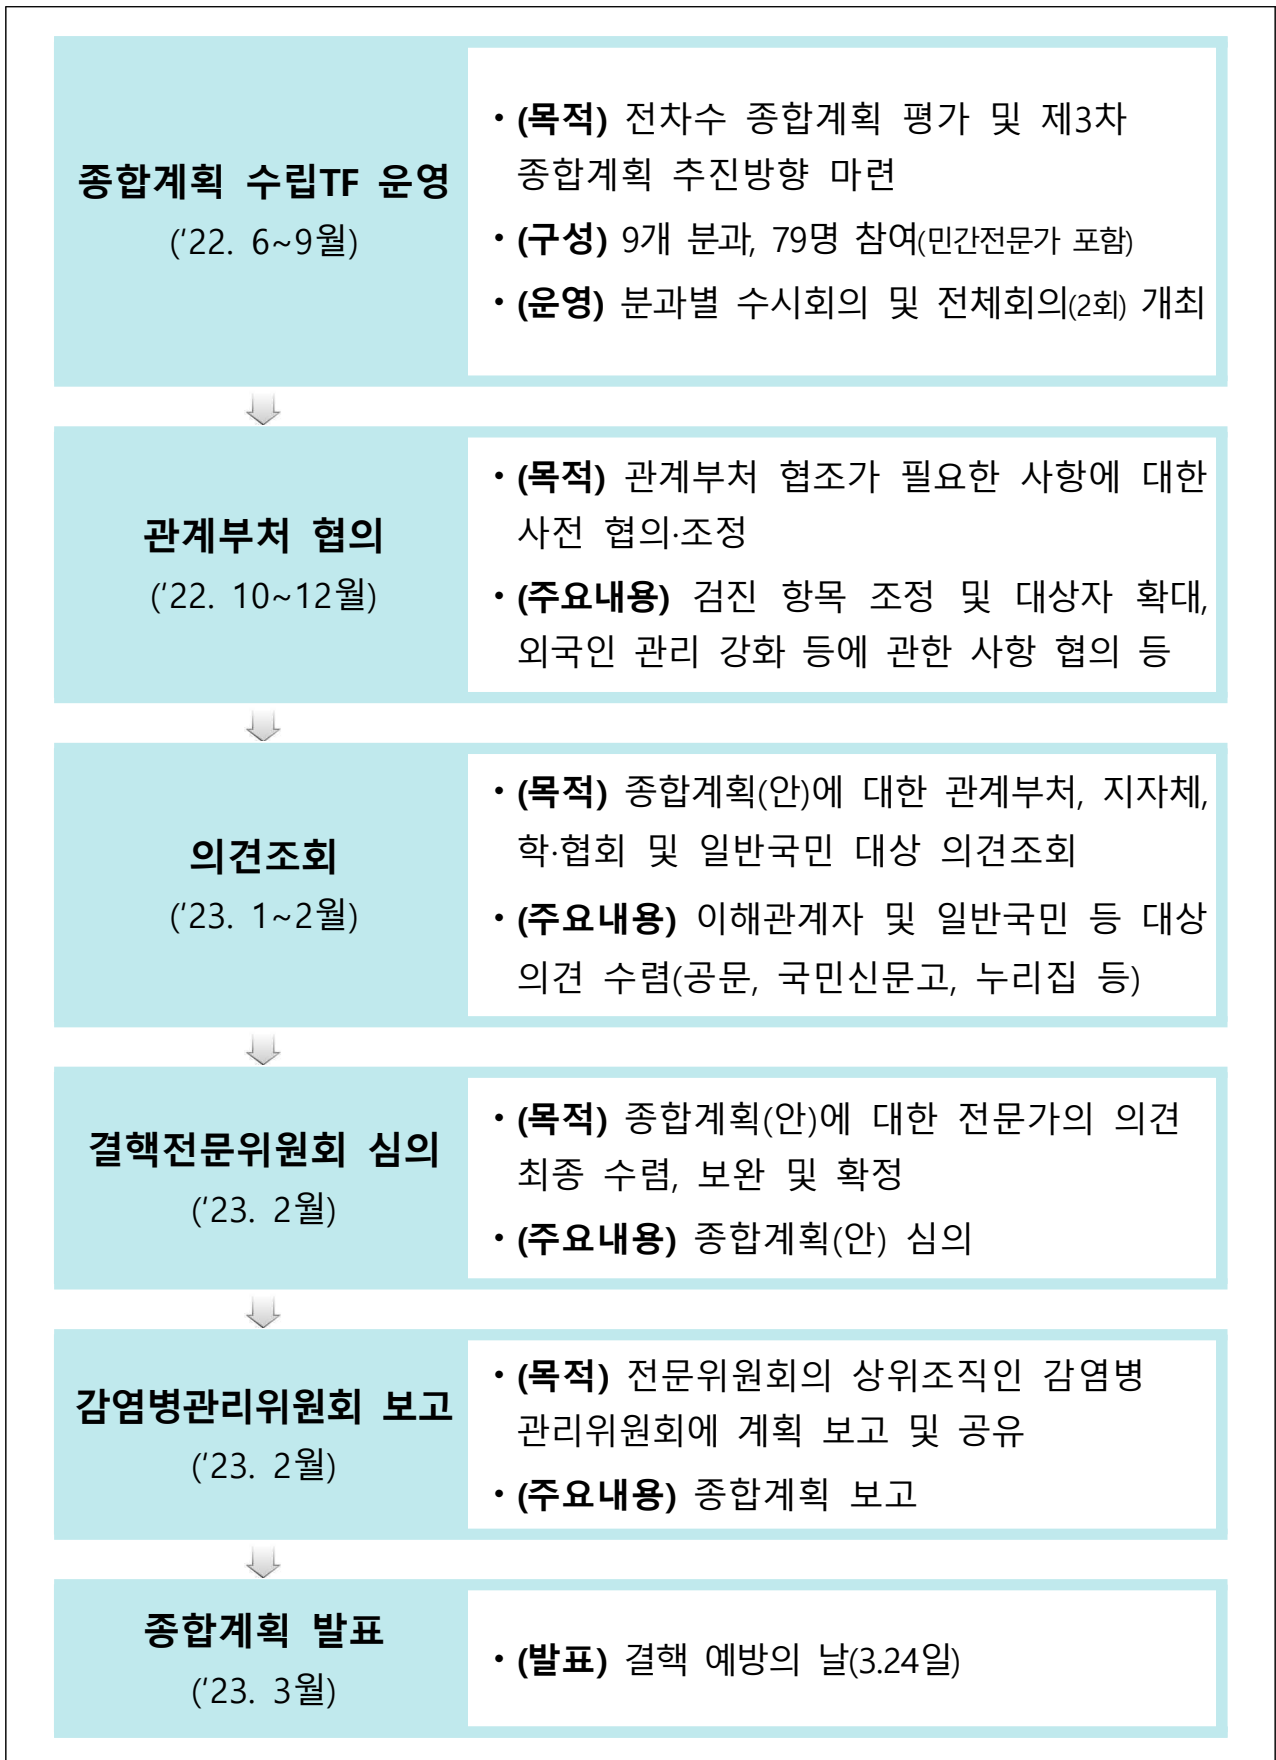 종합계획 수립TF 운영
('22. 6~9월)
• (목적) 전차수 종합계획 평가 및 제3차
종합계획 추진방향 마련
• (구성) 9개 분과, 79명 참여(민간전문가 포함)
• (운영) 분과별 수시회의 및 전체회의(2회) 개최
관계부처 협의
('22. 10~12월)
• (목적) 관계부처 협조가 필요한 사항에 대한
사전 협의·조정
• (주요내용) 검진 항목 조정 및 대상자 확대,
외국인 관리 강화 등에 관한 사항 협의 등
의견조회
('23. 1~2월)
• (목적) 종합계획(안)에 대한 관계부처, 지자체,
학·협회 및 일반국민 대상 의견조회
• (주요내용) 이해관계자 및 일반국민 등 대상
의견 수렴(공문, 국민신문고, 누리집 등)
결핵전문위원회 심의
('23. 2월)
• (목적) 종합계획(안)에 대한 전문가의 의견
최종 수렴, 보완 및 확정
• (주요내용) 종합계획(안) 심의
감염병관리위원회 보고
('23. 2월)
• (목적) 전문위원회의 상위조직인 감염병
관리위원회에 계획 보고 및 공유
• (주요내용) 종합계획 보고
종합계획 발표
('23. 3월)
• (발표) 결핵 예방의 날(3.24일)